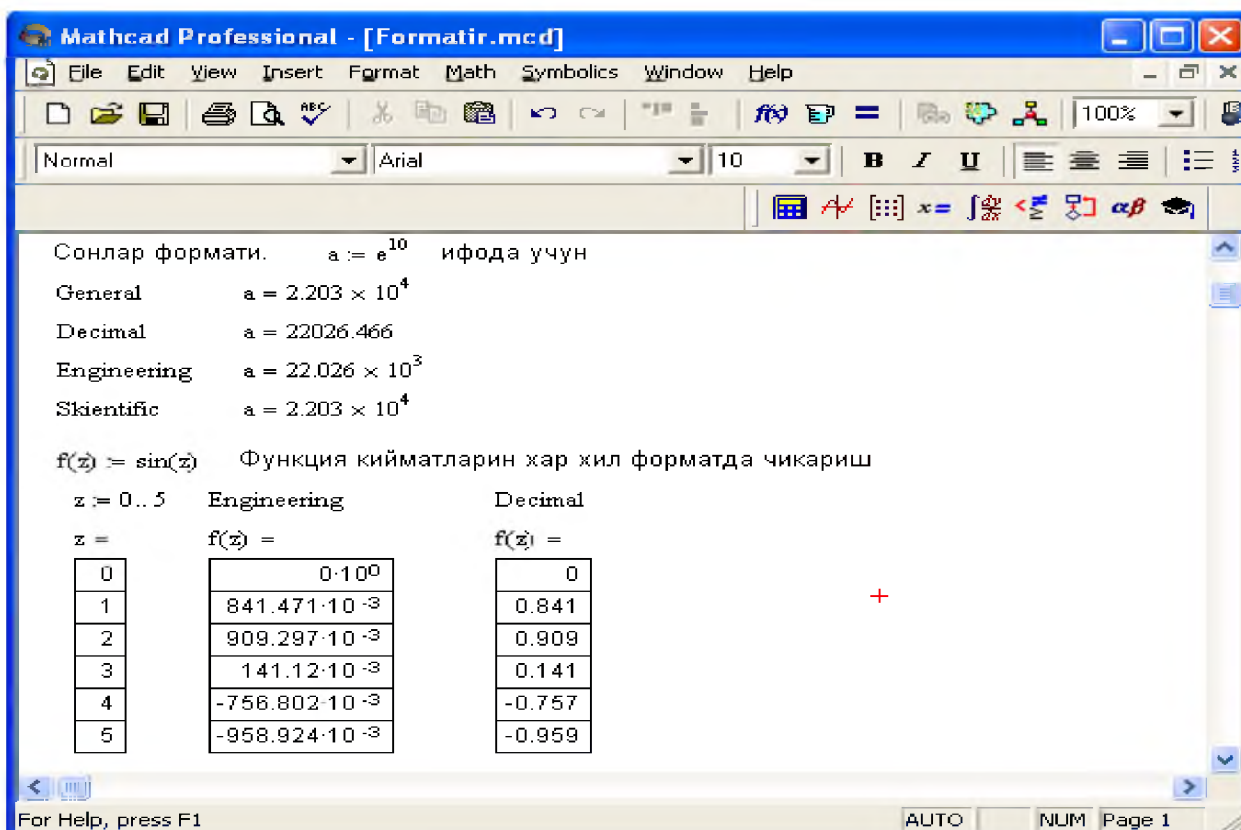 Mathcad Professional - [Formatir.mcd]
File Edit View Insert Format Math Symbolics Window Help
ABC f(x) = 100%
Normal Arial 10 B I U
x= αβ
Сонлар формати. a := e^10 ифода учун
General a = 2.203 × 10^4
Decimal a = 22026.466
Engineering a = 22.026 × 10^3
Skientific a = 2.203 × 10^4
f(z) := sin(z) Функция кийматларин хар хил форматда чикариш
z := 0 .. 5 Engineering Decimal
z = f(z) = f(z) =
0 0·10^0 0
1 841.471·10^-3 0.841
2 909.297·10^-3 0.909
3 141.12·10^-3 0.141
4 -756.802·10^-3 -0.757
5 -958.924·10^-3 -0.959
For Help, press F1 AUTO NUM Page 1